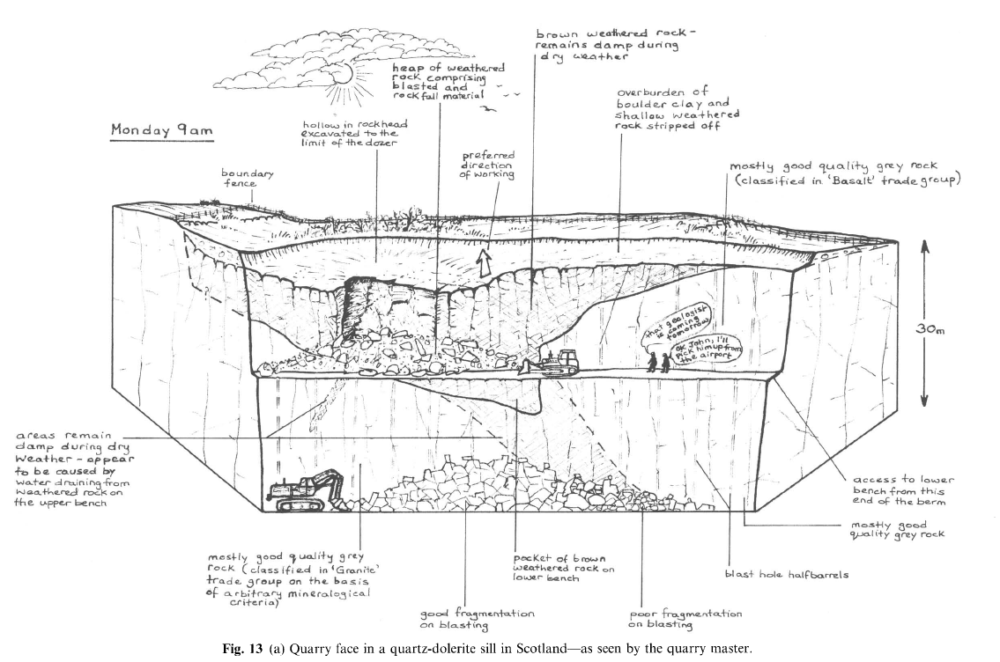 brown weathered rock-
remains damp during
dry weather
heap of weathered
rock comprising
blasted and
rockfall material
overburden of
boulder clay and
shallow weathered
rock stripped off
Monday 9am
hollow in rockhead
excavated to the
limit of the dozer
preferred
direction
of working
mostly good quality grey rock
(classified in 'Basalt' trade group)
boundary
fence
?
that geologist
is coming
tomorrow
OK John, I'll
pick him up from
the airport
30m
areas remain
damp during dry
weather - appear
to be caused by
water draining from
weathered rock on
the upper bench
access to lower
bench from this
end of the berm
mostly good
quality grey rock
mostly good quality grey
rock (classified in 'Granite'
trade group on the basis
of arbitrary mineralogical
criteria)
pocket of brown
weathered rock on
lower bench
blast hole halfbarrels
good fragmentation
on blasting
poor fragmentation
on blasting
Fig. 13 (a) Quarry face in a quartz-dolerite sill in Scotland—as seen by the quarry master.